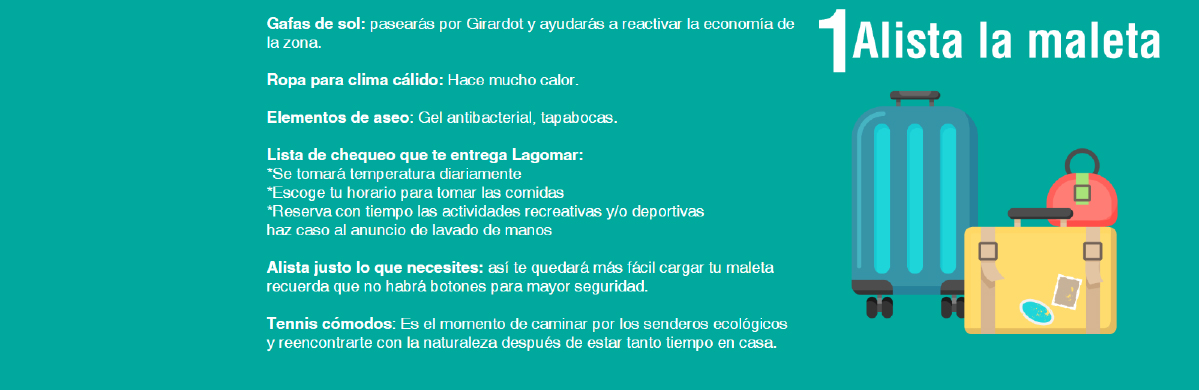 1 Alista la maleta
Gafas de sol: pasearás por Girardot y ayudarás a reactivar la economía de
la zona.
Ropa para clima cálido: Hace mucho calor.
Elementos de aseo: Gel antibacterial, tapabocas.
Lista de chequeo que te entrega Lagomar:
*Se tomará temperatura diariamente
*Escoge tu horario para tomar las comidas
*Reserva con tiempo las actividades recreativas y/o deportivas
haz caso al anuncio de lavado de manos
Alista justo lo que necesites: así te quedará más fácil cargar tu maleta
recuerda que no habrá botones para mayor seguridad.
Tennis cómodos: Es el momento de caminar por los senderos ecológicos
y reencontrarte con la naturaleza después de estar tanto tiempo en casa.